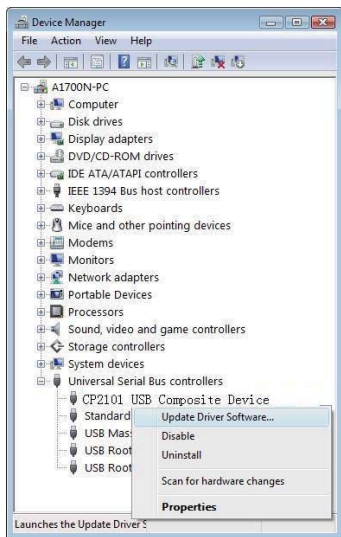 Device Manager
File Action View Help
A1700N-PC
Computer
Disk drives
Display adapters
DVD/CD-ROM drives
IDE ATA/ATAPI controllers
IEEE 1394 Bus host controllers
Keyboards
Mice and other pointing devices
Modems
Monitors
Network adapters
Portable Devices
Processors
Sound, video and game controllers
Storage controllers
System devices
Universal Serial Bus controllers
CP2101 USB Composite Device
Standard
USB Mas
USB Root
USB Root
Update Driver Software...
Disable
Uninstall
Scan for hardware changes
Properties
Launches the Update Driver S